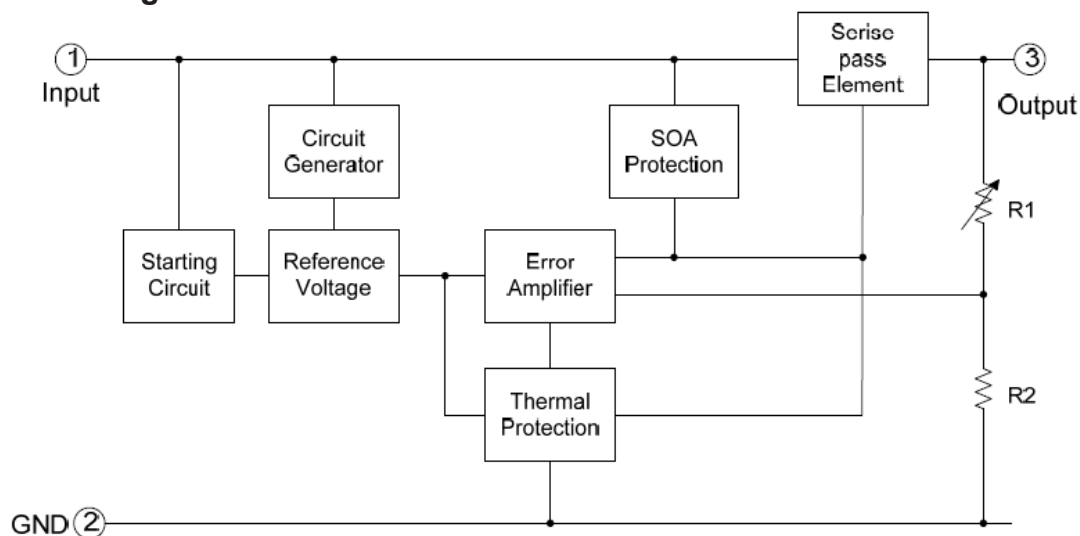 1
Input
Serise
pass
Element
3
Output
Circuit
Generator
SOA
Protection
R1
Starting
Circuit
Reference
Voltage
Error
Amplifier
Thermal
Protection
R2
GND 2